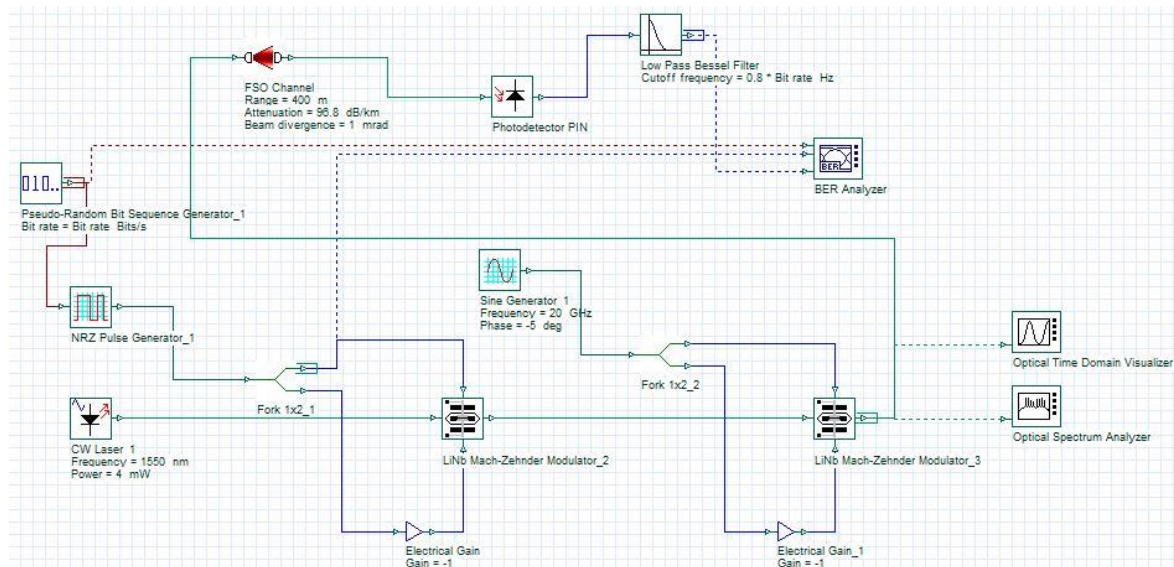 Low Pass Bessel Filter
Cutoff frequency = 0.8 * Bit rate Hz
FSO Channel
Range = 400 m
Attenuation = 96.8 dB/km
Beam divergence = 1 mrad
Photodetector PIN
BER
BER Analyzer
010..
Pseudo-Random Bit Sequence Generator_1
Bit rate = Bit rate Bits/s
Sine Generator_1
Frequency = 20 GHz
Phase = -5 deg
NRZ Pulse Generator_1
Optical Time Domain Visualizer
Fork 1x2_1
Fork 1x2_2
CW Laser_1
Frequency = 1550 nm
Power = 4 mW
LiNb Mach-Zehnder Modulator_2
LiNb Mach-Zehnder Modulator_3
Optical Spectrum Analyzer
Electrical Gain
Gain = -1
Electrical Gain_1
Gain = -1